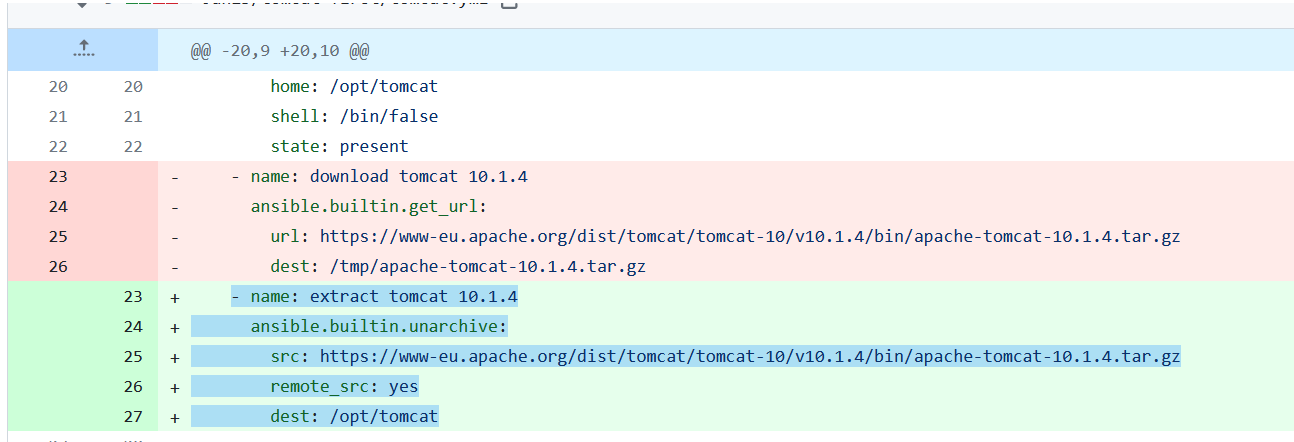 @@ -20,9 +20,10 @@
20 20 home: /opt/tomcat
21 21 shell: /bin/false
22 22 state: present
23 - - name: download tomcat 10.1.4
24 - ansible.builtin.get_url:
25 - url: https://www-eu.apache.org/dist/tomcat/tomcat-10/v10.1.4/bin/apache-tomcat-10.1.4.tar.gz
26 - dest: /tmp/apache-tomcat-10.1.4.tar.gz
23 + - name: extract tomcat 10.1.4
24 + ansible.builtin.unarchive:
25 + src: https://www-eu.apache.org/dist/tomcat/tomcat-10/v10.1.4/bin/apache-tomcat-10.1.4.tar.gz
26 + remote_src: yes
27 + dest: /opt/tomcat